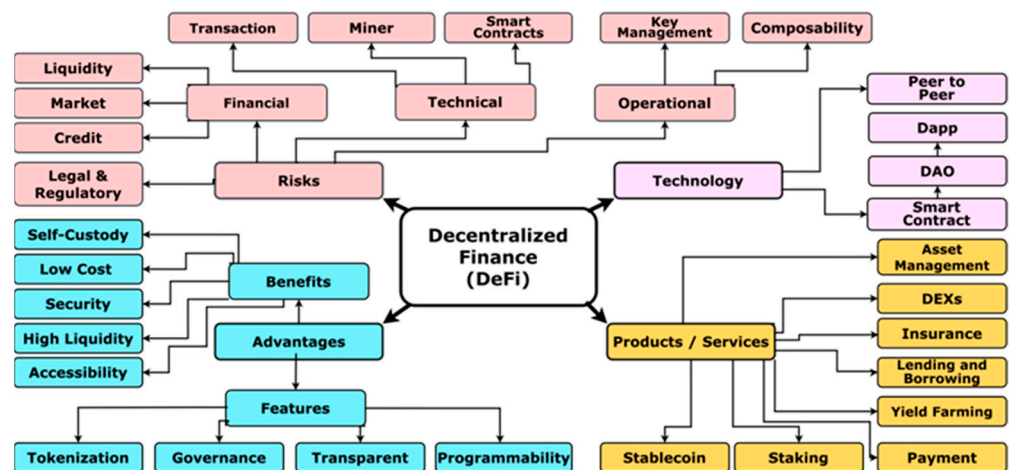 Transaction
Miner
Smart
Contracts
Key
Management
Composability
Liquidity
Market
Credit
Legal &
Regulatory
Financial
Technical
Operational
Risks
Technology
Peer to
Peer
Dapp
DAO
Smart
Contract
Decentralized
Finance
(DeFi)
Self-Custody
Low Cost
Security
High Liquidity
Accessibility
Benefits
Advantages
Features
Tokenization
Governance
Transparent
Programmability
Products / Services
Asset
Management
DEXs
Insurance
Lending and
Borrowing
Yield Farming
Stablecoin
Staking
Payment